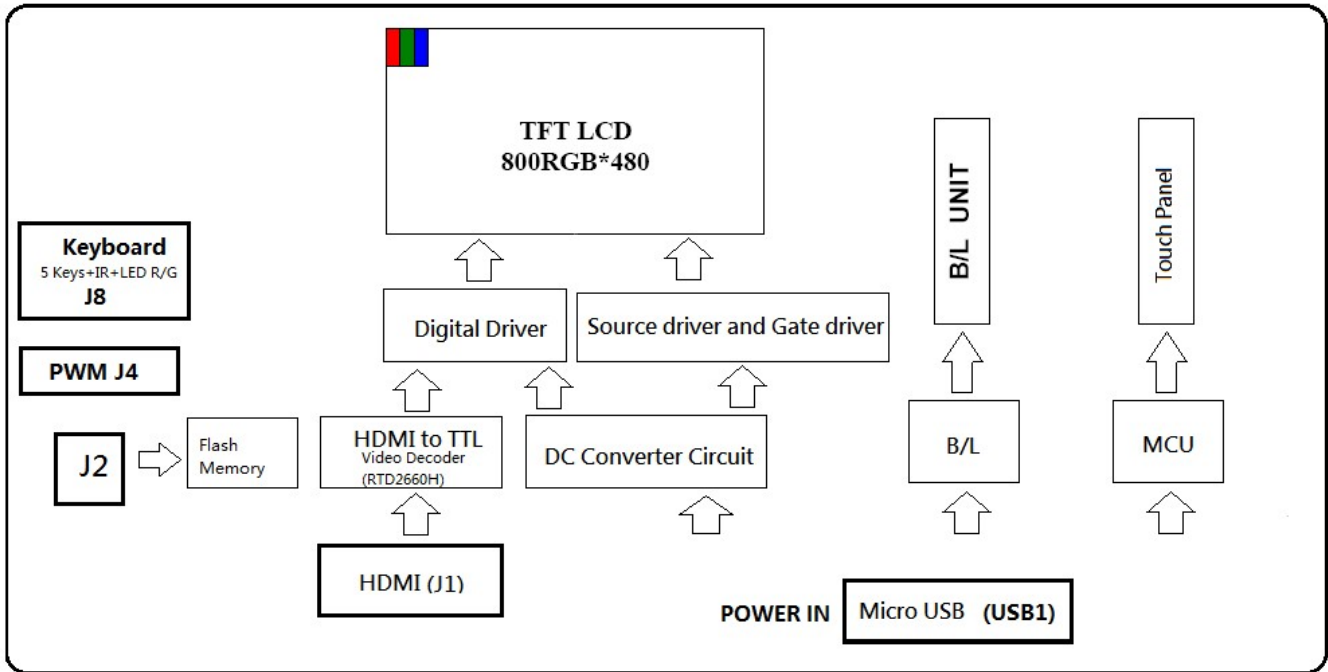 TFT LCD
800RGB*480
B/L UNIT
Touch Panel
Keyboard
5 Keys+IR+LED R/G
J8
Digital Driver
Source driver and Gate driver
PWM J4
J2
Flash
Memory
HDMI to TTL
Video Decoder
(RTD2660H)
DC Converter Circuit
B/L
MCU
HDMI (J1)
POWER IN
Micro USB (USB1)